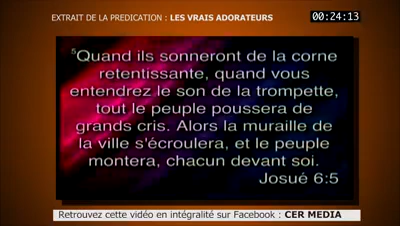 EXTRAIT DE LA PREDICATION : LES VRAIS ADORATEURS
00:24:13
⁵Quand ils sonneront de la corne
retentissante, quand vous
entendrez le son de la trompette,
tout le peuple poussera de
grands cris. Alors la muraille de
la ville s'écroulera, et le peuple
montera, chacun devant soi.
Josué 6:5
Retrouvez cette vidéo en intégralité sur Facebook : CER MEDIA